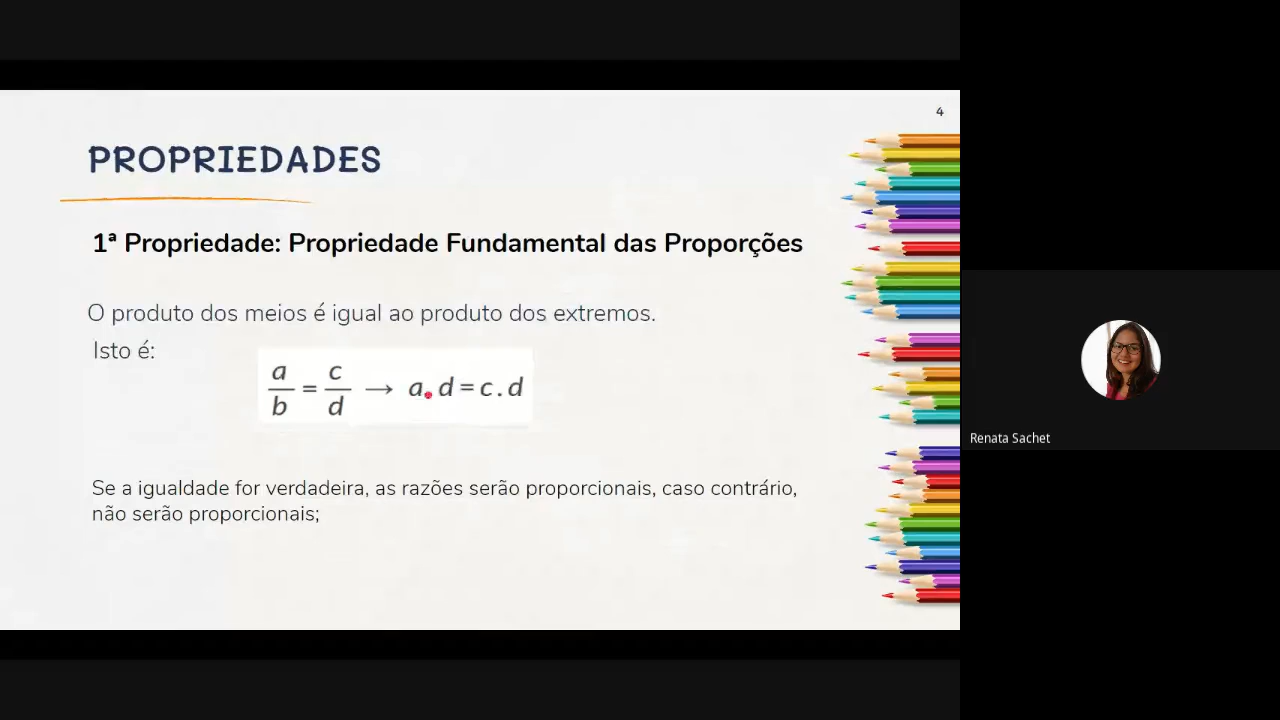 4
PROPRIEDADES
1ª Propriedade: Propriedade Fundamental das Proporções
O produto dos meios é igual ao produto dos extremos.
Isto é:
a/b = c/d → a . d = c . d
Se a igualdade for verdadeira, as razões serão proporcionais, caso contrário,
não serão proporcionais;
Renata Sachet